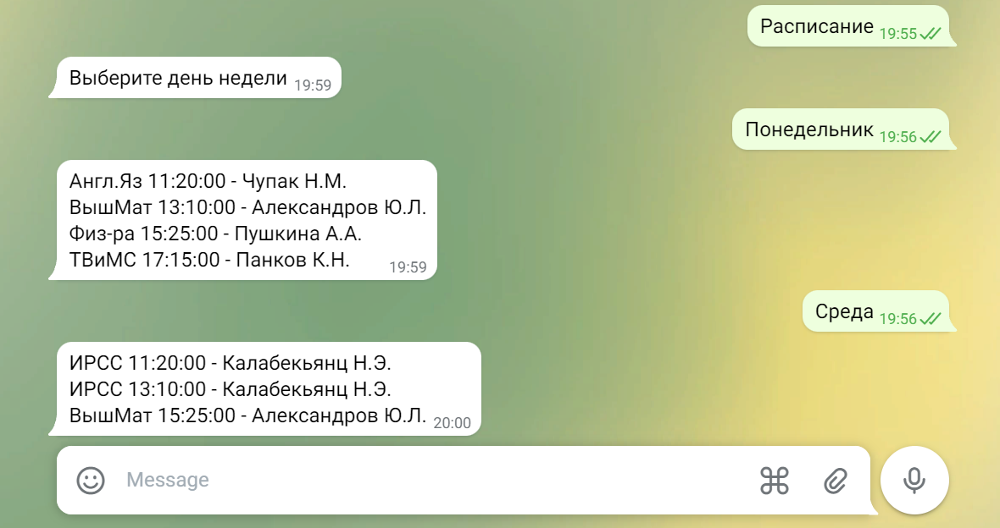 Расписание 19:55
Выберите день недели 19:59
Понедельник 19:56
Англ.Яз 11:20:00 - Чупак Н.М.
ВышМат 13:10:00 - Александров Ю.Л.
Физ-ра 15:25:00 - Пушкина А.А.
ТВиМС 17:15:00 - Панков К.Н. 19:59
Среда 19:56
ИРСС 11:20:00 - Калабекьянц Н.Э.
ИРСС 13:10:00 - Калабекьянц Н.Э.
ВышМат 15:25:00 - Александров Ю.Л. 20:00
Message